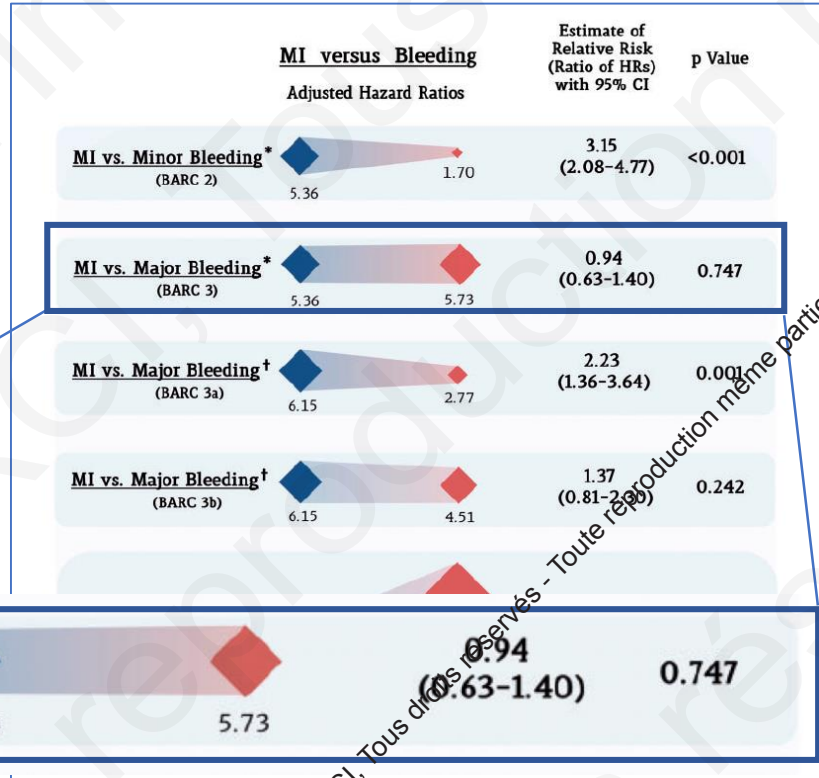 MI versus Bleeding
Adjusted Hazard Ratios
Estimate of
Relative Risk
(Ratio of HRs)
with 95% CI
p Value
MI vs. Minor Bleeding*
(BARC 2)
5.36
1.70
3.15
(2.08-4.77)
<0.001
MI vs. Major Bleeding*
(BARC 3)
5.36
5.73
0.94
(0.63-1.40)
0.747
MI vs. Major Bleeding†
(BARC 3a)
6.15
2.77
2.23
(1.36-3.64)
0.001
MI vs. Major Bleeding†
(BARC 3b)
6.15
4.51
1.37
(0.81-2.30)
0.242
5.73
0.94
(0.63-1.40)
0.747
CI, Tous droits réservés - Toute reproduction même partie